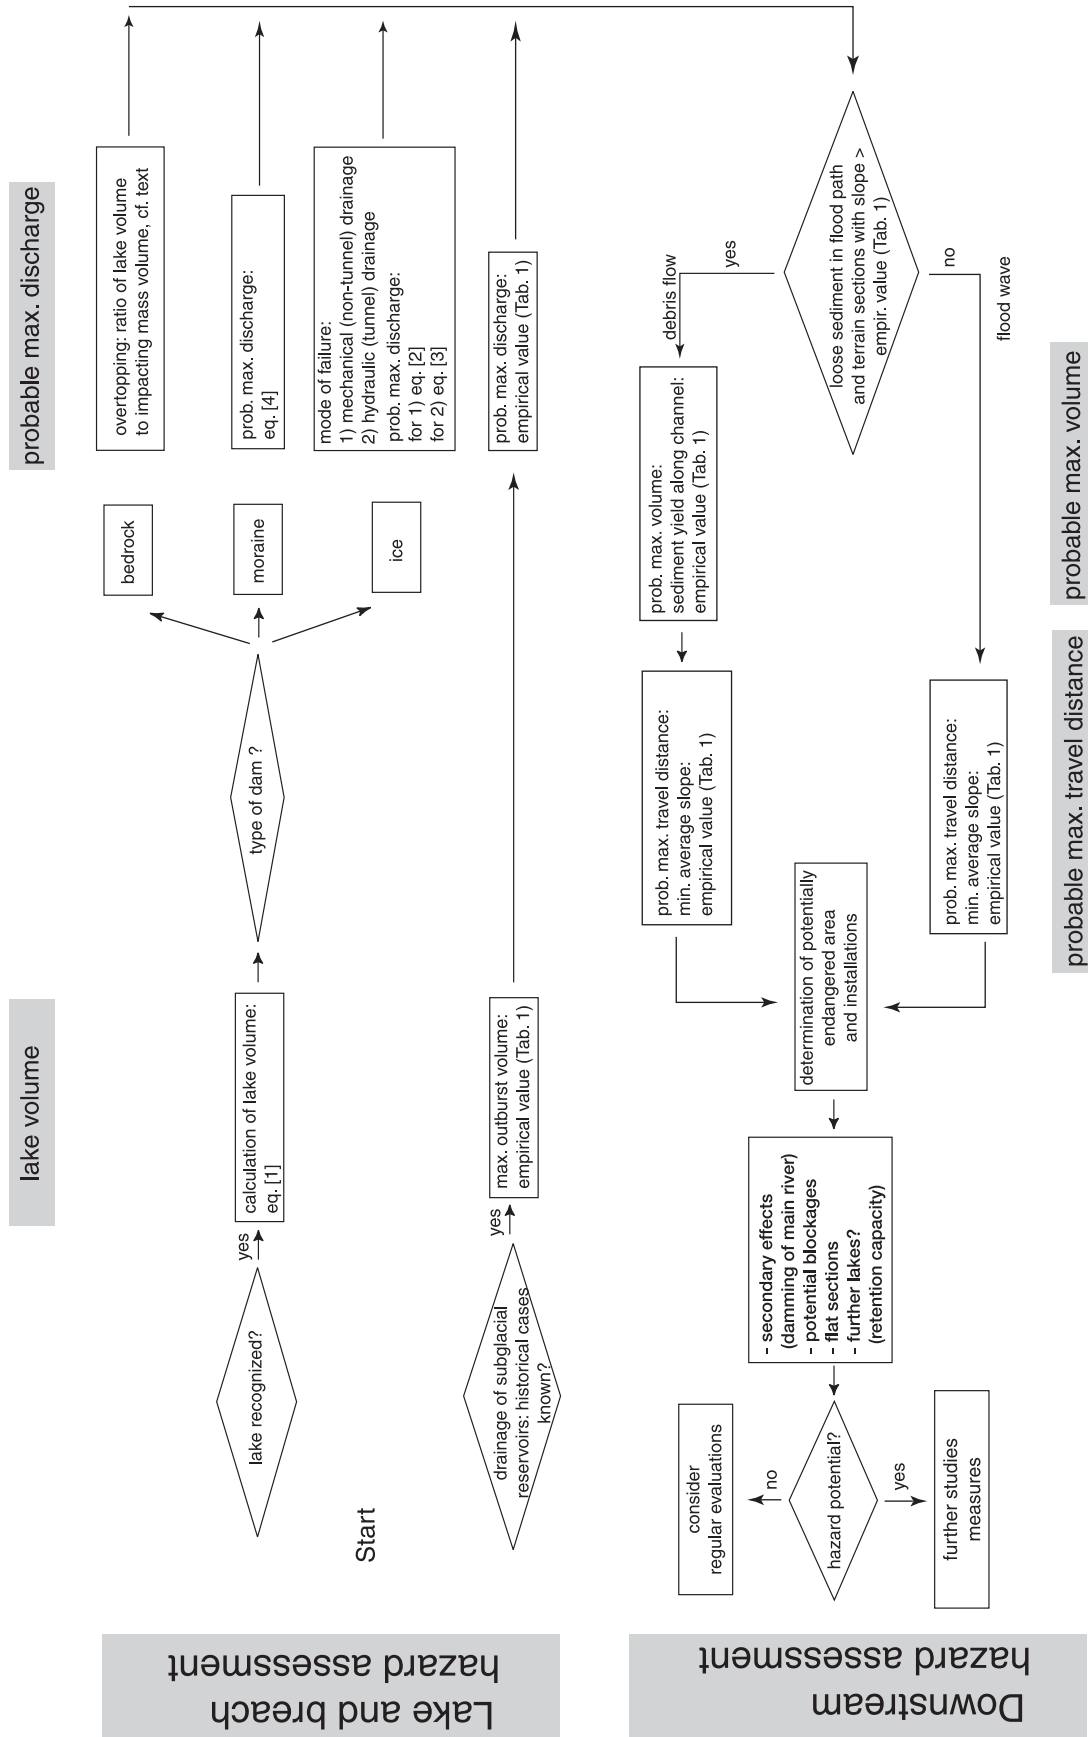 Lake and breach
hazard assessment
lake volume
probable max. discharge
Start
lake recognized?
yes
calculation of lake volume:
eq. [1]
type of dam ?
bedrock
moraine
ice
overtopping: ratio of lake volume
to impacting mass volume, cf. text
prob. max. discharge:
eq. [4]
mode of failure:
1) mechanical (non-tunnel) drainage
2) hydraulic (tunnel) drainage
prob. max. discharge:
for 1) eq. [2]
for 2) eq. [3]
drainage of subglacial
reservoirs: historical cases
known?
yes
max. outburst volume:
empirical value (Tab. 1)
prob. max. discharge:
empirical value (Tab. 1)
Downstream
hazard assessment
loose sediment in flood path
and terrain sections with slope >
empir. value (Tab. 1)
yes
debris flow
no
flood wave
prob. max. volume:
sediment yield along channel:
empirical value (Tab. 1)
prob. max. travel distance:
min. average slope:
empirical value (Tab. 1)
prob. max. travel distance:
min. average slope:
empirical value (Tab. 1)
determination of potentially
endangered area
and installations
- secondary effects
(damming of main river)
- potential blockages
- flat sections
- further lakes?
(retention capacity)
hazard potential?
no
consider
regular evaluations
yes
further studies
measures
probable max. travel distance
probable max. volume